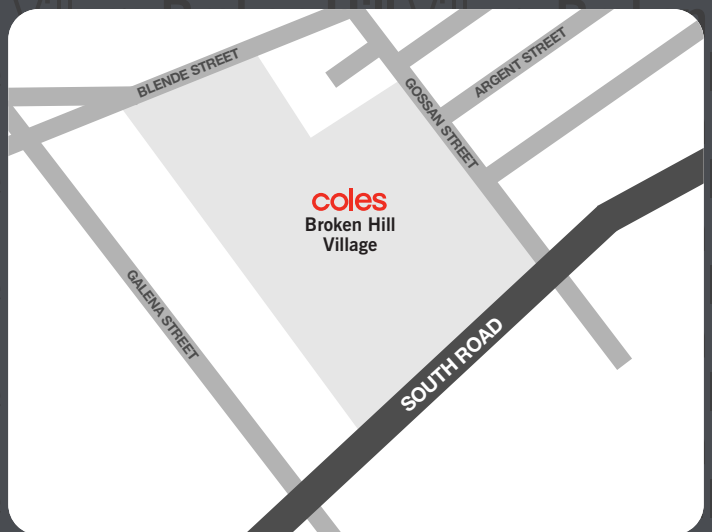 BLENDE STREET
ARGENT STREET
GOSSAN STREET
coles
Broken Hill
Village
GALENA STREET
SOUTH ROAD